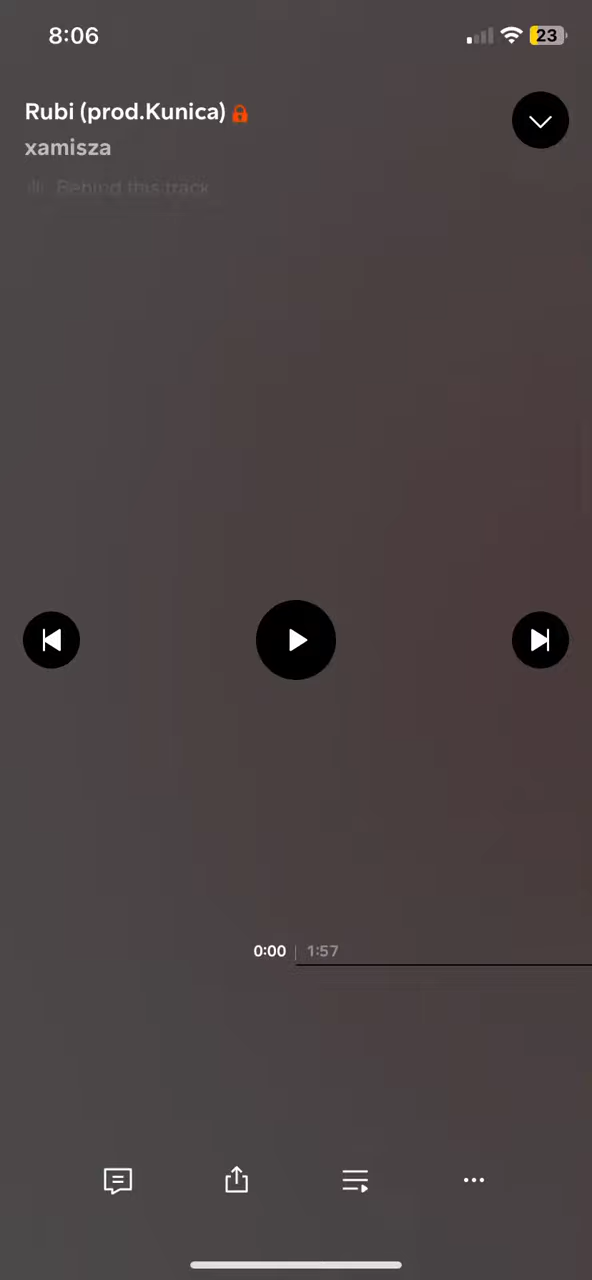 8:06
23
Rubi (prod.Kunica)
xamisza
Behind this track
0:00 | 1:57